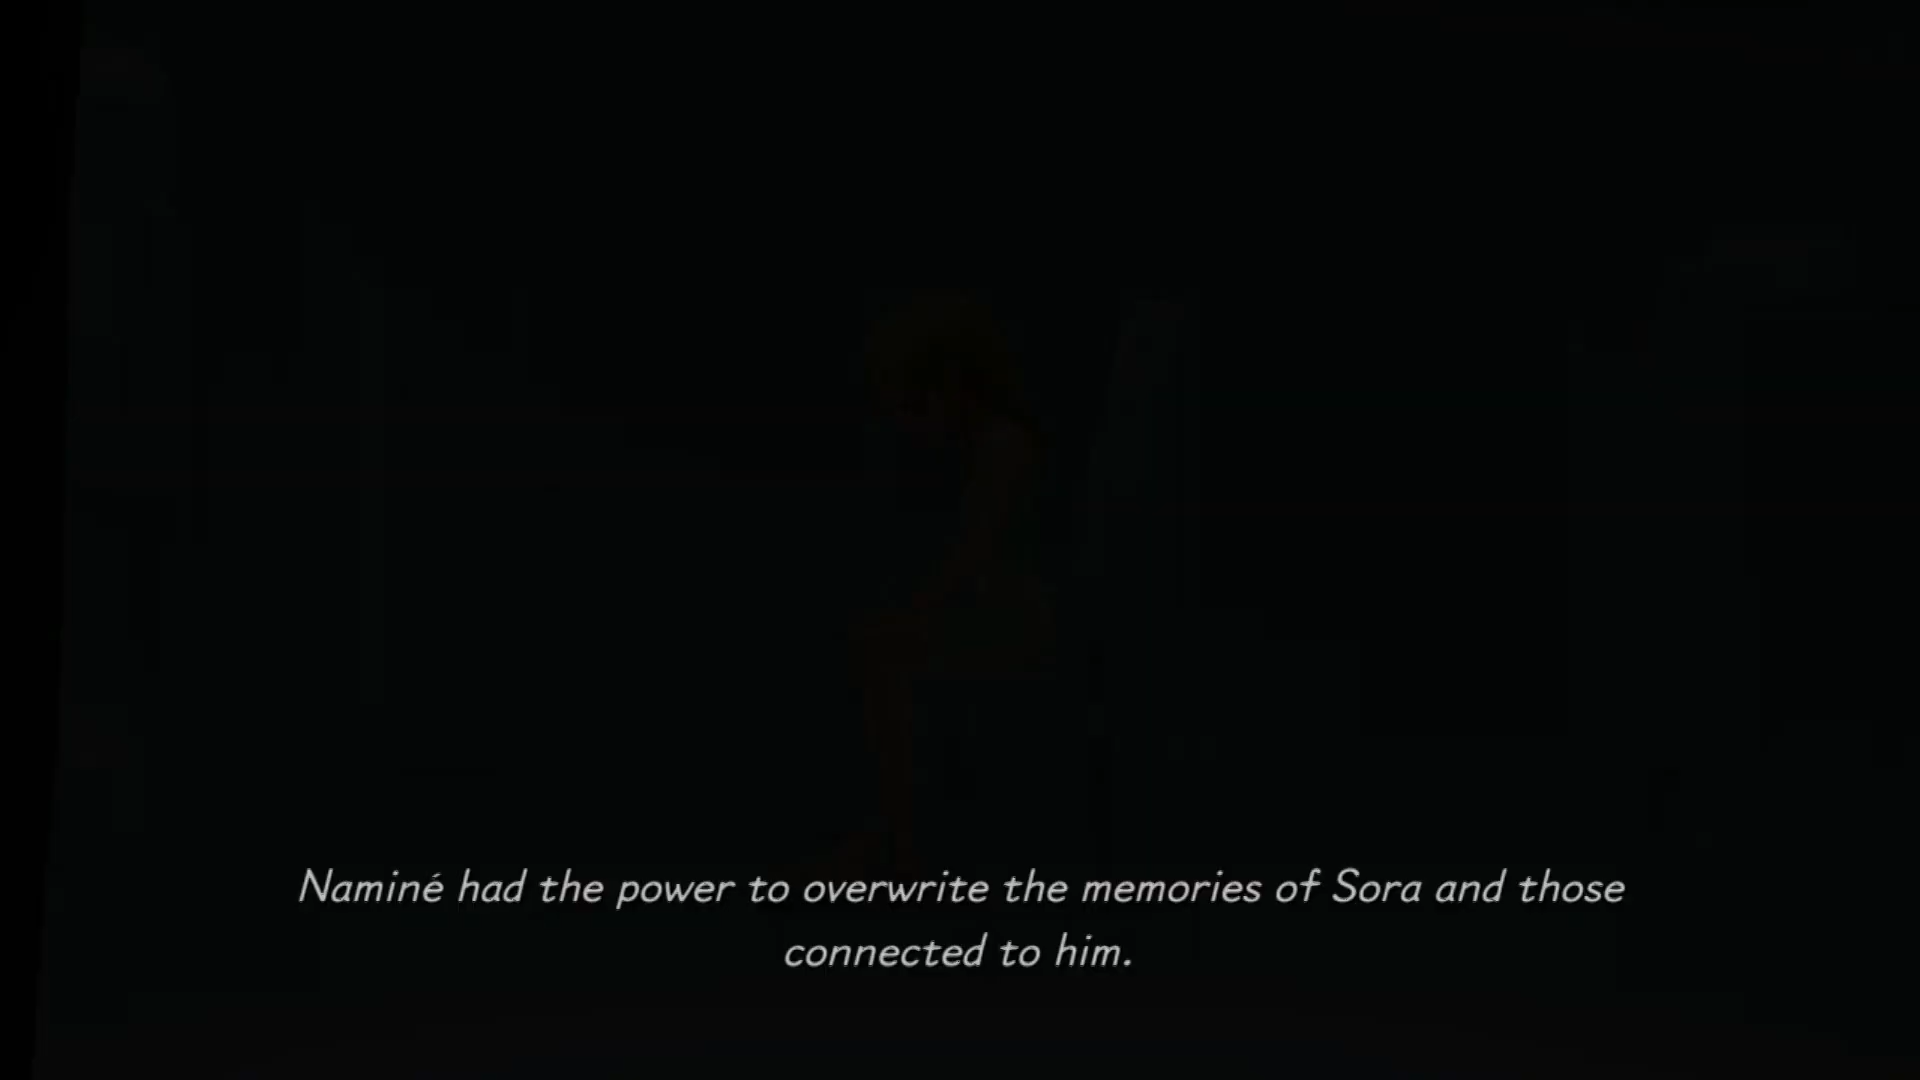 Naminé had the power to overwrite the memories of Sora and those
connected to him.